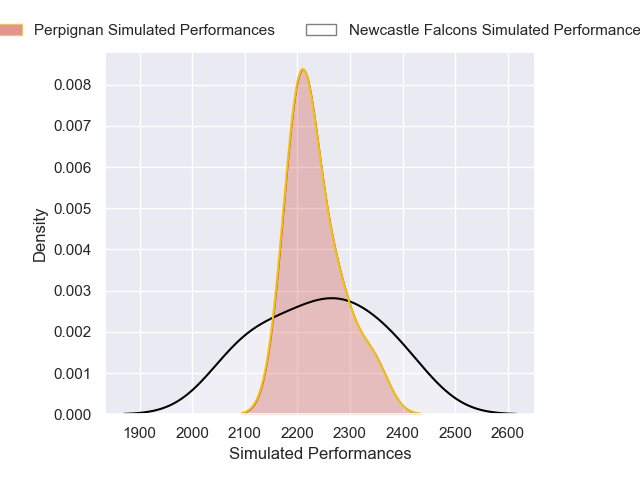 Perpignan Simulated Performances
Newcastle Falcons Simulated Performance
0.008
0.007
0.006
0.005
0.004
0.003
0.002
0.001
0.000
Density
1900 2000 2100 2200 2300 2400 2500 2600
Simulated Performances